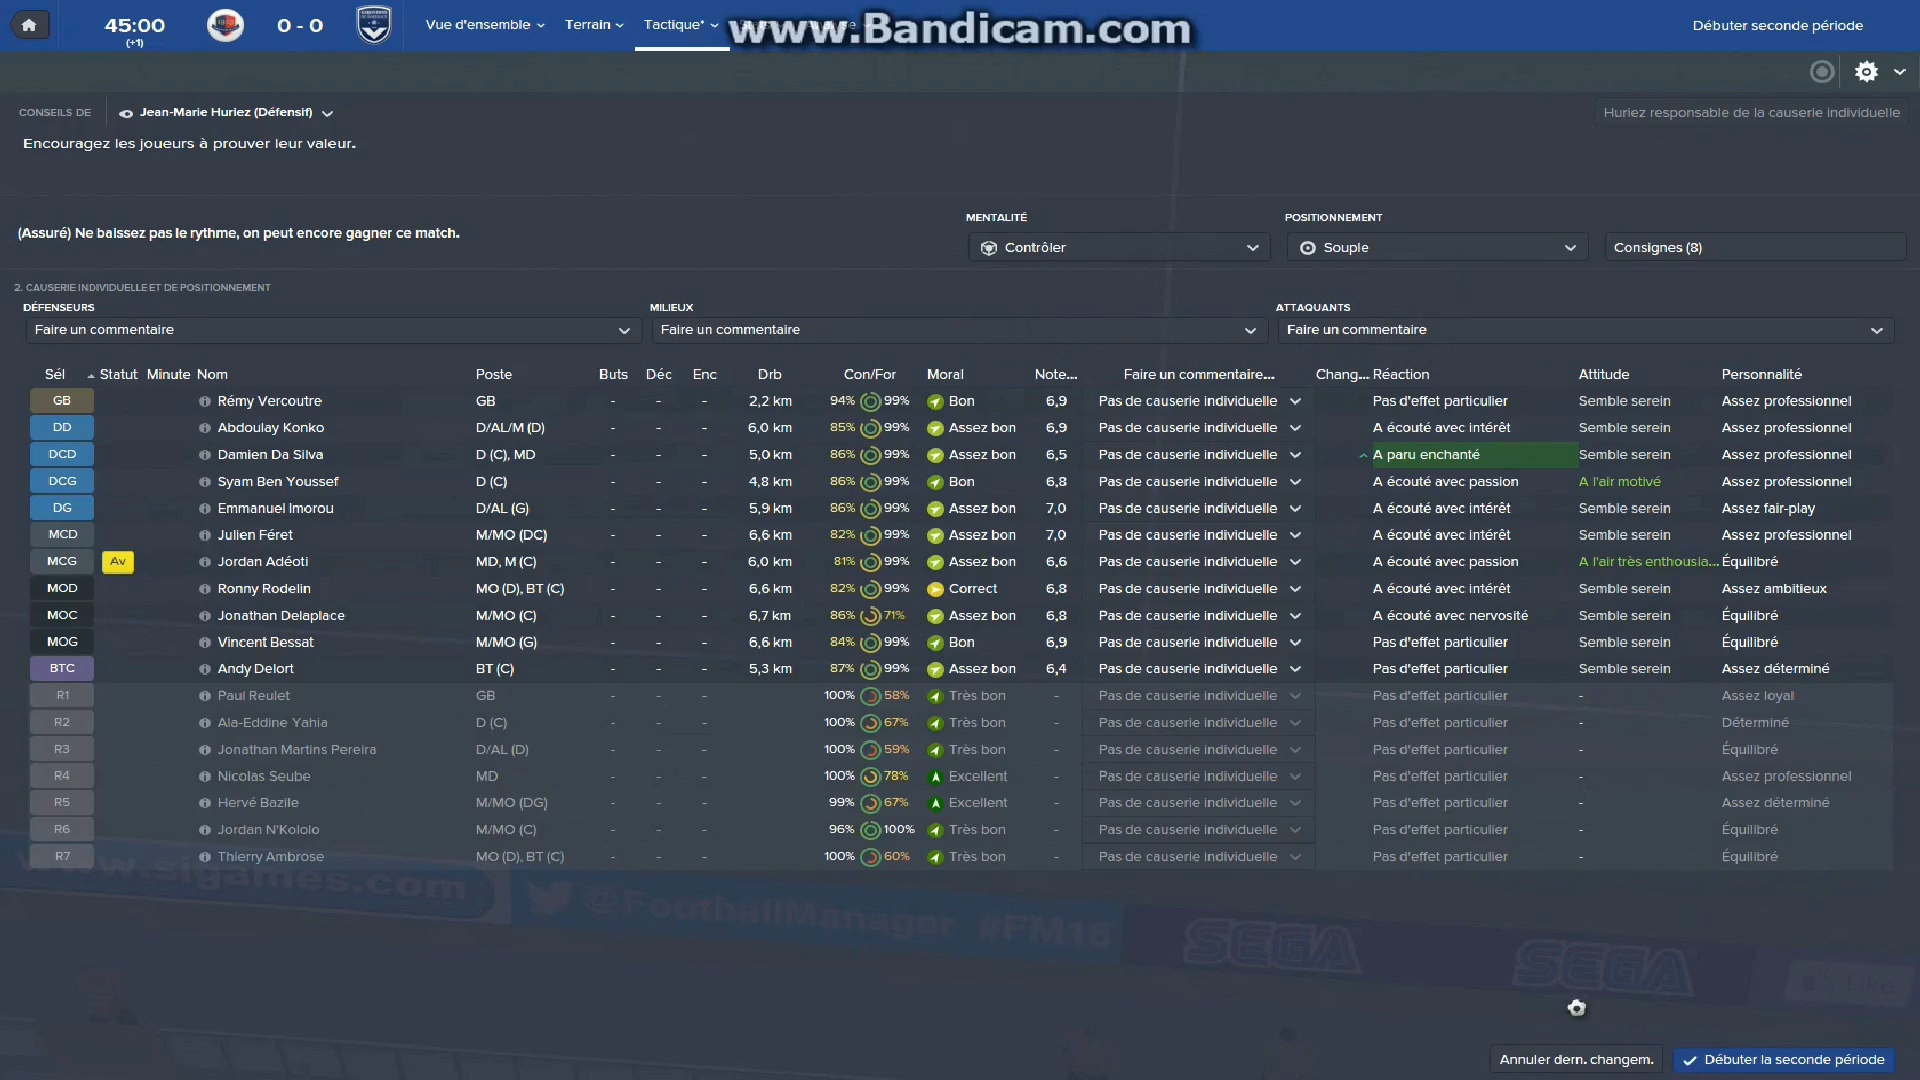 45:00 (+1) 0 - 0 Vue d'ensemble Terrain Tactique* www.Bandicam.com Débuter seconde période
CONSEILS DE Jean-Marie Huriez (Défensif) Huriez responsable de la causerie individuelle
Encouragez les joueurs à prouver leur valeur.
MENTALITÉ POSITIONNEMENT
(Assuré) Ne baissez pas le rythme, on peut encore gagner ce match. Contrôler Souple Consignes (8)
2. CAUSERIE INDIVIDUELLE ET DE POSITIONNEMENT
DÉFENSEURS MILIEUX ATTAQUANTS
Faire un commentaire Faire un commentaire Faire un commentaire
Sél Statut Minute Nom Poste Buts Déc Enc Drb Con/For Moral Note... Faire un commentaire... Chang... Réaction Attitude Personnalité
GB Rémy Vercoutre GB - - - 2,2 km 94% 99% Bon 6,9 Pas de causerie individuelle Pas d'effet particulier Semble serein Assez professionnel
DD Abdoulay Konko D/AL/M (D) - - - 6,0 km 85% 99% Assez bon 6,9 Pas de causerie individuelle A écouté avec intérêt Semble serein Assez professionnel
DCD Damien Da Silva D (C), MD - - - 5,0 km 86% 99% Assez bon 6,5 Pas de causerie individuelle A paru enchanté Semble serein Assez professionnel
DCG Syam Ben Youssef D (C) - - - 4,8 km 86% 99% Bon 6,8 Pas de causerie individuelle A écouté avec passion A l'air motivé Assez professionnel
DG Emmanuel Imorou D/AL (G) - - - 5,9 km 86% 99% Assez bon 7,0 Pas de causerie individuelle A écouté avec intérêt Semble serein Assez fair-play
MCD Julien Féret M/MO (DC) - - - 6,6 km 82% 99% Assez bon 7,0 Pas de causerie individuelle A écouté avec intérêt Semble serein Assez professionnel
MCG Av Jordan Adéoti MD, M (C) - - - 6,0 km 81% 99% Assez bon 6,6 Pas de causerie individuelle A écouté avec passion A l'air très enthousia... Équilibré
MOD Ronny Rodelin MO (D), BT (C) - - - 6,6 km 82% 99% Correct 6,8 Pas de causerie individuelle A écouté avec intérêt Semble serein Assez ambitieux
MOC Jonathan Delaplace M/MO (C) - - - 6,7 km 86% 71% Assez bon 6,8 Pas de causerie individuelle A écouté avec nervosité Semble serein Équilibré
MOG Vincent Bessat M/MO (G) - - - 6,6 km 84% 99% Bon 6,9 Pas de causerie individuelle Pas d'effet particulier Semble serein Équilibré
BTC Andy Delort BT (C) - - - 5,3 km 87% 99% Assez bon 6,4 Pas de causerie individuelle Pas d'effet particulier Semble serein Assez déterminé
R1 Paul Reulet GB - - - 100% 58% Très bon - Pas de causerie individuelle Pas d'effet particulier - Assez loyal
R2 Ala-Eddine Yahia D (C) - - - 100% 67% Très bon - Pas de causerie individuelle Pas d'effet particulier - Déterminé
R3 Jonathan Martins Pereira D/AL (D) - - - 100% 59% Très bon - Pas de causerie individuelle Pas d'effet particulier - Équilibré
R4 Nicolas Seube MD - - - 100% 78% Excellent - Pas de causerie individuelle Pas d'effet particulier - Assez professionnel
R5 Hervé Bazile M/MO (DG) - - - 99% 67% Excellent - Pas de causerie individuelle Pas d'effet particulier - Assez déterminé
R6 Jordan N'Kololo M/MO (C) - - - 96% 100% Très bon - Pas de causerie individuelle Pas d'effet particulier - Équilibré
R7 Thierry Ambrose MO (D), BT (C) - - - 100% 60% Très bon - Pas de causerie individuelle Pas d'effet particulier - Équilibré
www.sigames.com @FootballManager #FM16 SEGA SEGA Like
Annuler dern. changem. Débuter la seconde période